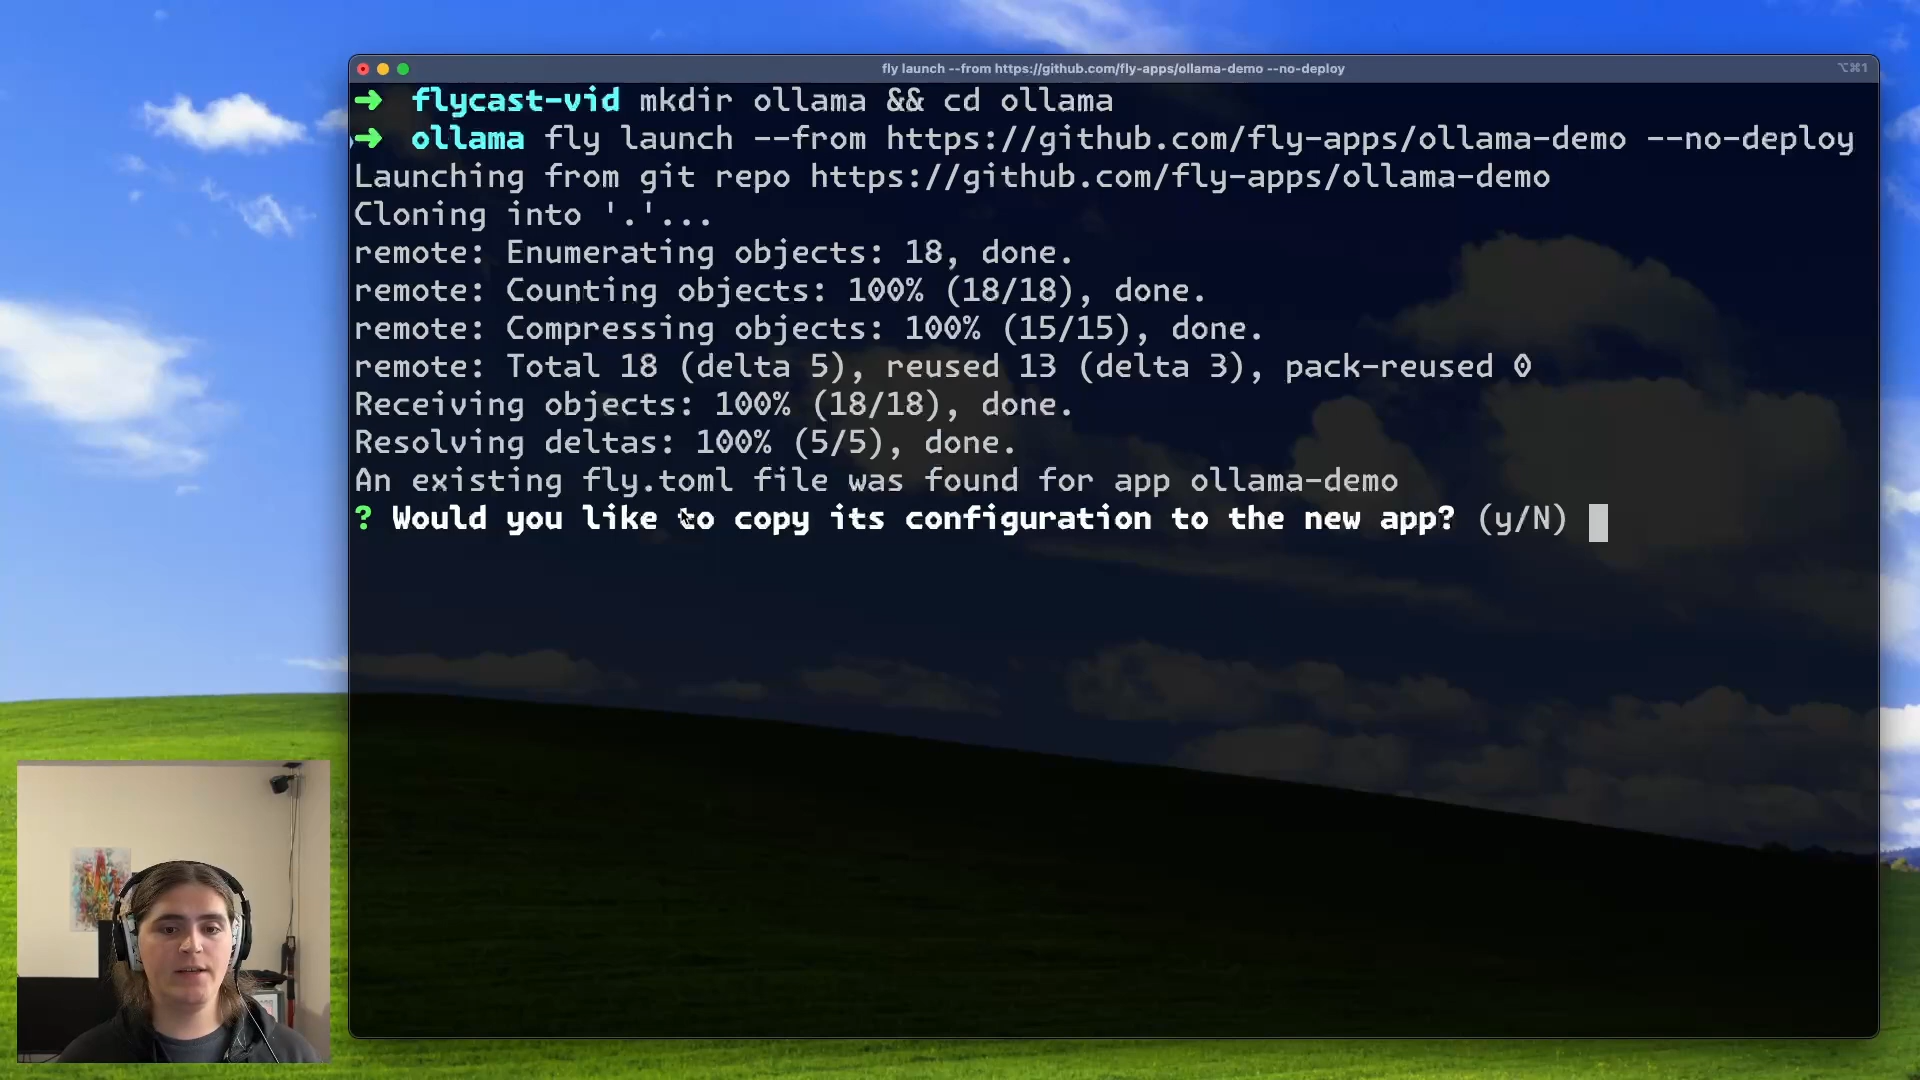 fly launch --from https://github.com/fly-apps/ollama-demo --no-deploy
⌥⌘1
➜ flycast-vid mkdir ollama && cd ollama
➜ ollama fly launch --from https://github.com/fly-apps/ollama-demo --no-deploy
Launching from git repo https://github.com/fly-apps/ollama-demo
Cloning into '.'...
remote: Enumerating objects: 18, done.
remote: Counting objects: 100% (18/18), done.
remote: Compressing objects: 100% (15/15), done.
remote: Total 18 (delta 5), reused 13 (delta 3), pack-reused 0
Receiving objects: 100% (18/18), done.
Resolving deltas: 100% (5/5), done.
An existing fly.toml file was found for app ollama-demo
? Would you like to copy its configuration to the new app? (y/N)